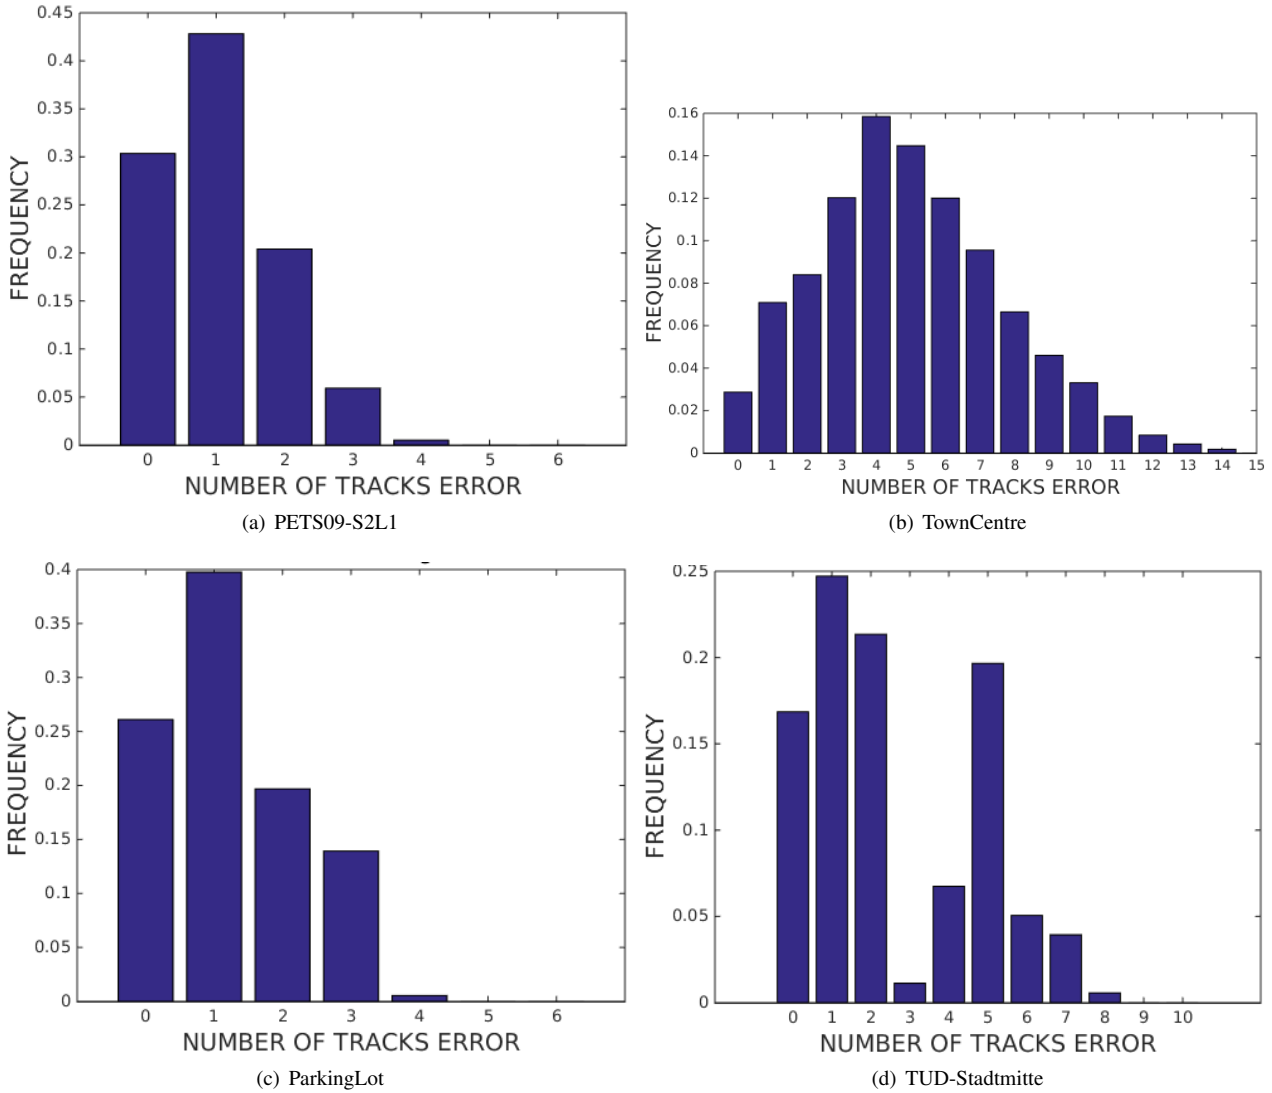 0.45
0.4
0.35
0.3
0.25
0.2
0.15
0.1
0.05
0
FREQUENCY
0 1 2 3 4 5 6
NUMBER OF TRACKS ERROR
(a) PETS09-S2L1
0.16
0.14
0.12
0.1
0.08
0.06
0.04
0.02
0
FREQUENCY
0 1 2 3 4 5 6 7 8 9 10 11 12 13 14 15
NUMBER OF TRACKS ERROR
(b) TownCentre
0.4
0.35
0.3
0.25
0.2
0.15
0.1
0.05
0
FREQUENCY
0 1 2 3 4 5 6
NUMBER OF TRACKS ERROR
(c) ParkingLot
0.25
0.2
0.15
0.1
0.05
0
FREQUENCY
0 1 2 3 4 5 6 7 8 9 10
NUMBER OF TRACKS ERROR
(d) TUD-Stadtmitte